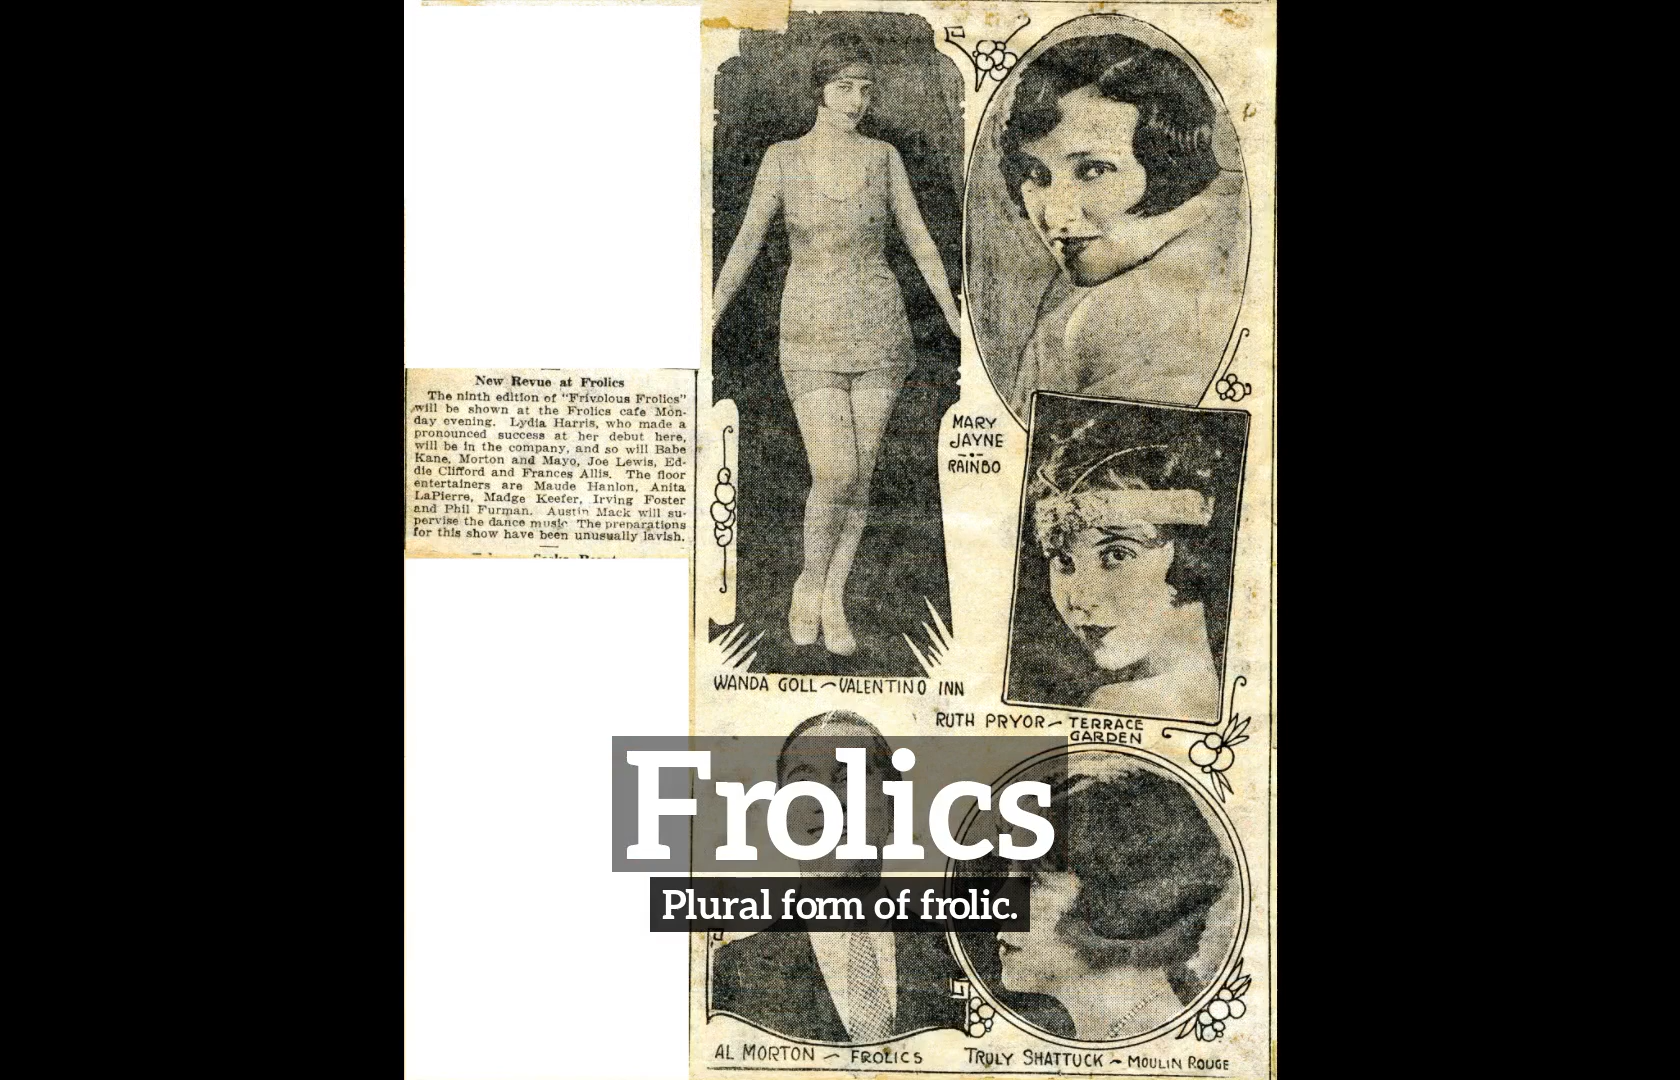 New Revue at Frolics
The ninth edition of "Frivolous Frolics"
will be shown at the Frolics cafe Mon-
day evening. Lydia Harris, who made a
pronounced success at her debut here,
will be in the company, and so will Babe
Kane, Morton and Mayo, Joe Lewis, Ed-
die Clifford and Frances Allis. The floor
entertainers are Maude Hanlon, Anita
LaPierre, Madge Keefer, Irving Foster
and Phil Furman. Austin Mack will su-
pervise the dance music The preparations
for this show have been unusually lavish.
MARY
JAYNE
RAINBO
WANDA GOLL~VALENTINO INN
RUTH PRYOR~TERRACE
GARDEN
Frolics
Plural form of frolic.
AL MORTON ~ FROLICS
TRULY SHATTUCK ~ MOULIN ROUGE